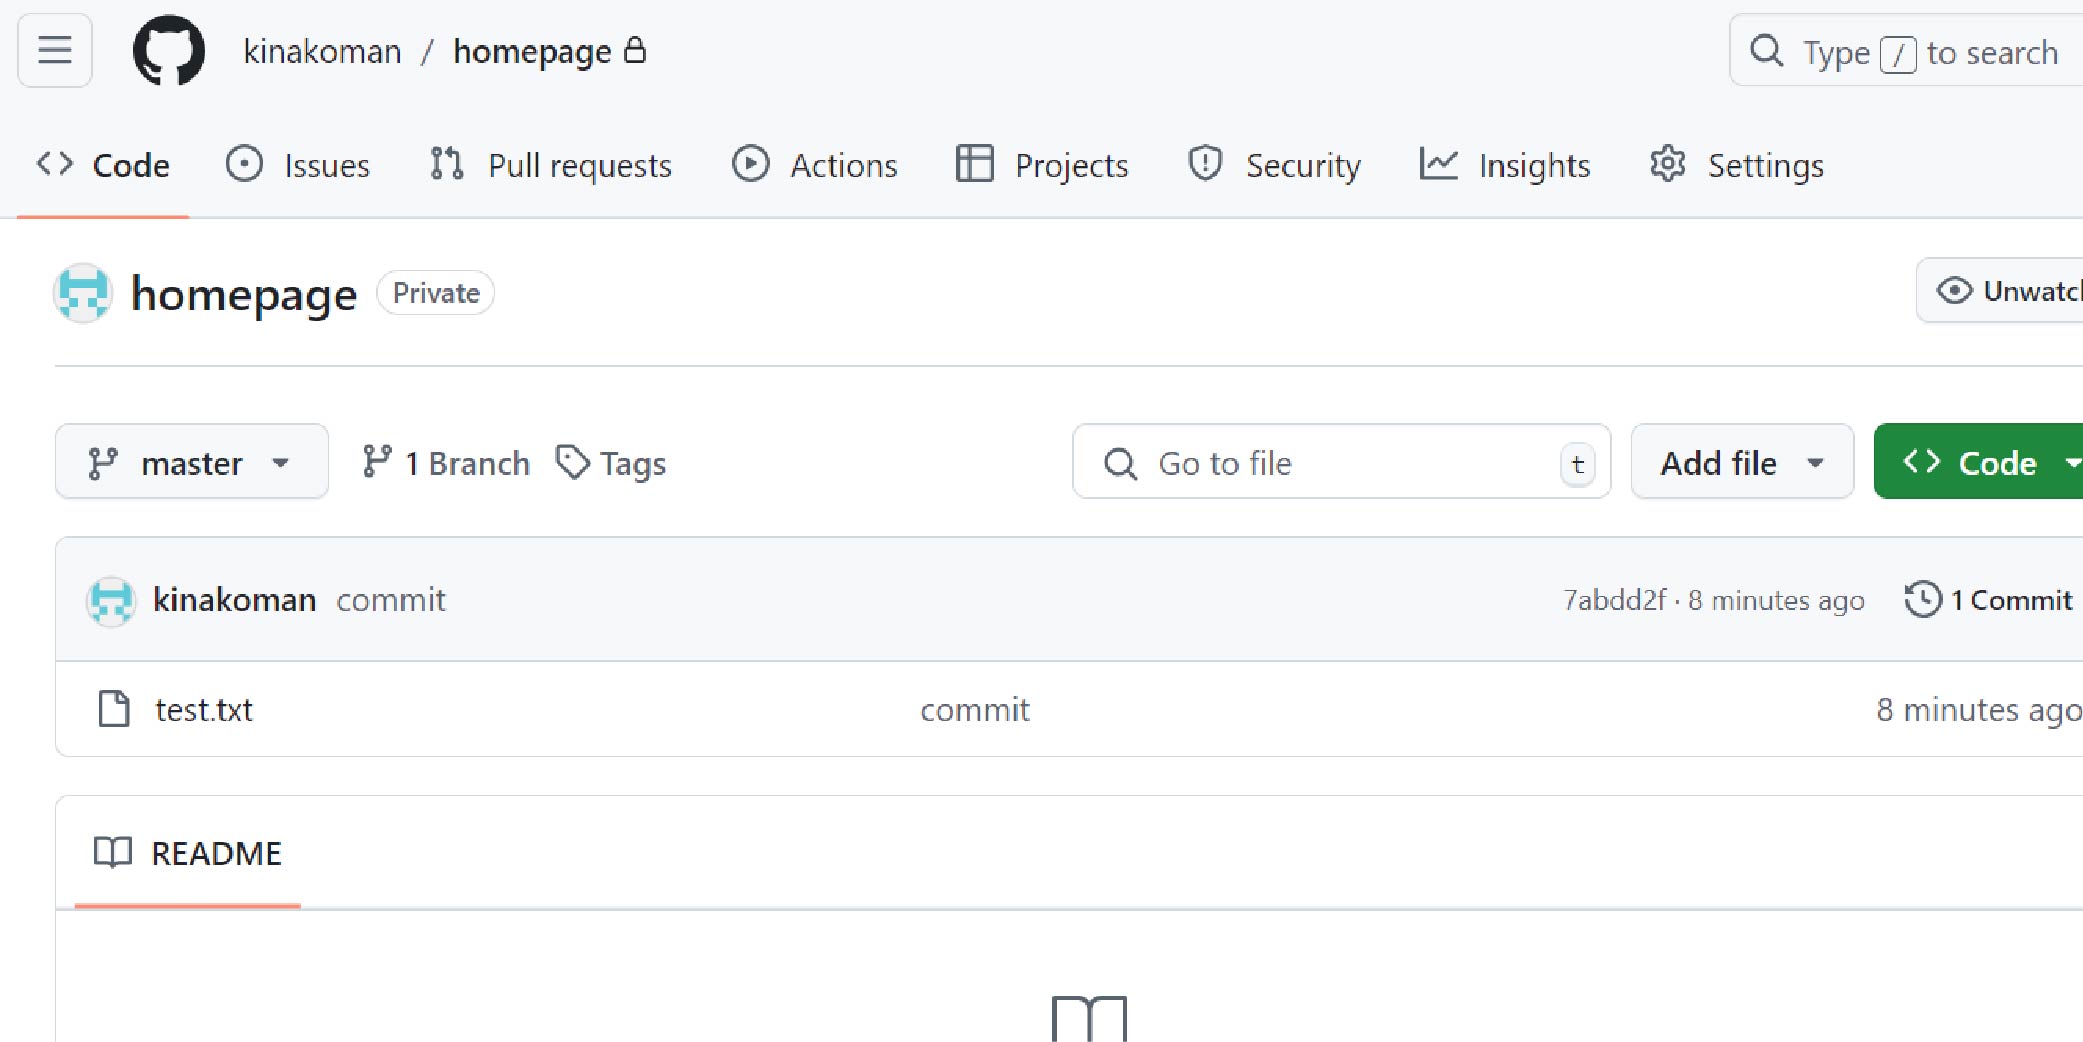 kinakoman / homepage
Type / to search
Code Issues Pull requests Actions Projects Security Insights Settings
homepage Private
Unwatch
master 1 Branch Tags Go to file t Add file Code
kinakoman commit 7abdd2f · 8 minutes ago 1 Commit
test.txt commit 8 minutes ago
README